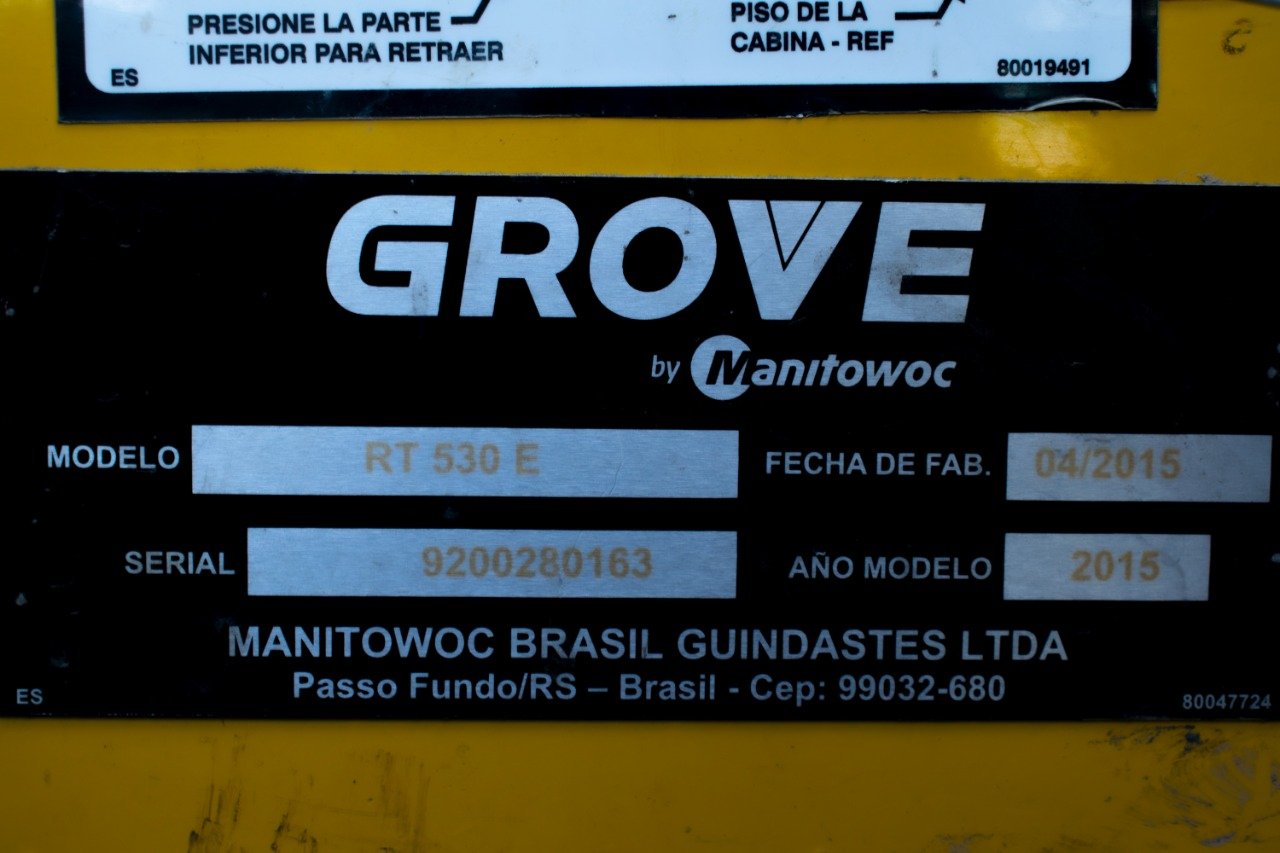 PRESIONE LA PARTE
INFERIOR PARA RETRAER
PISO DE LA
CABINA - REF
ES
80019491
GROVE
by Manitowoc
MODELO RT 530 E FECHA DE FAB. 04/2015
SERIAL 9200280163 AÑO MODELO 2015
MANITOWOC BRASIL GUINDASTES LTDA
Passo Fundo/RS – Brasil - Cep: 99032-680
ES
80047724